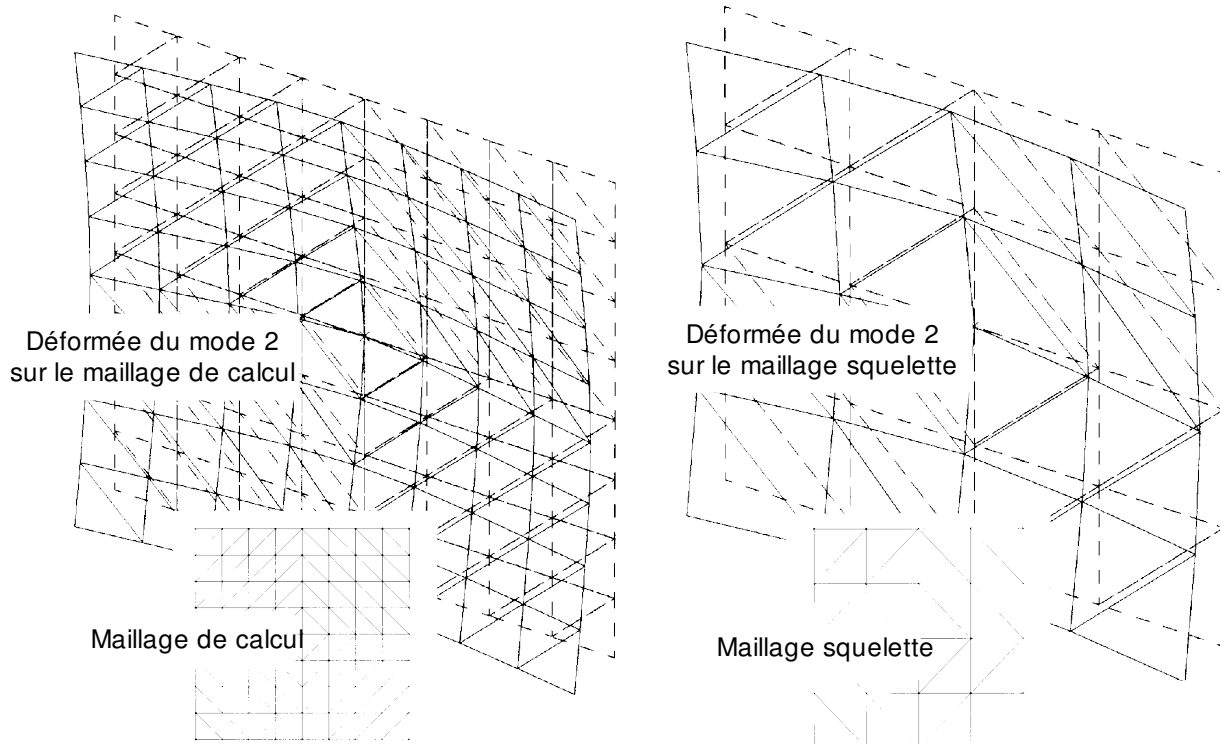 Déformée du mode 2
sur le maillage de calcul
Maillage de calcul
Déformée du mode 2
sur le maillage squelette
Maillage squelette